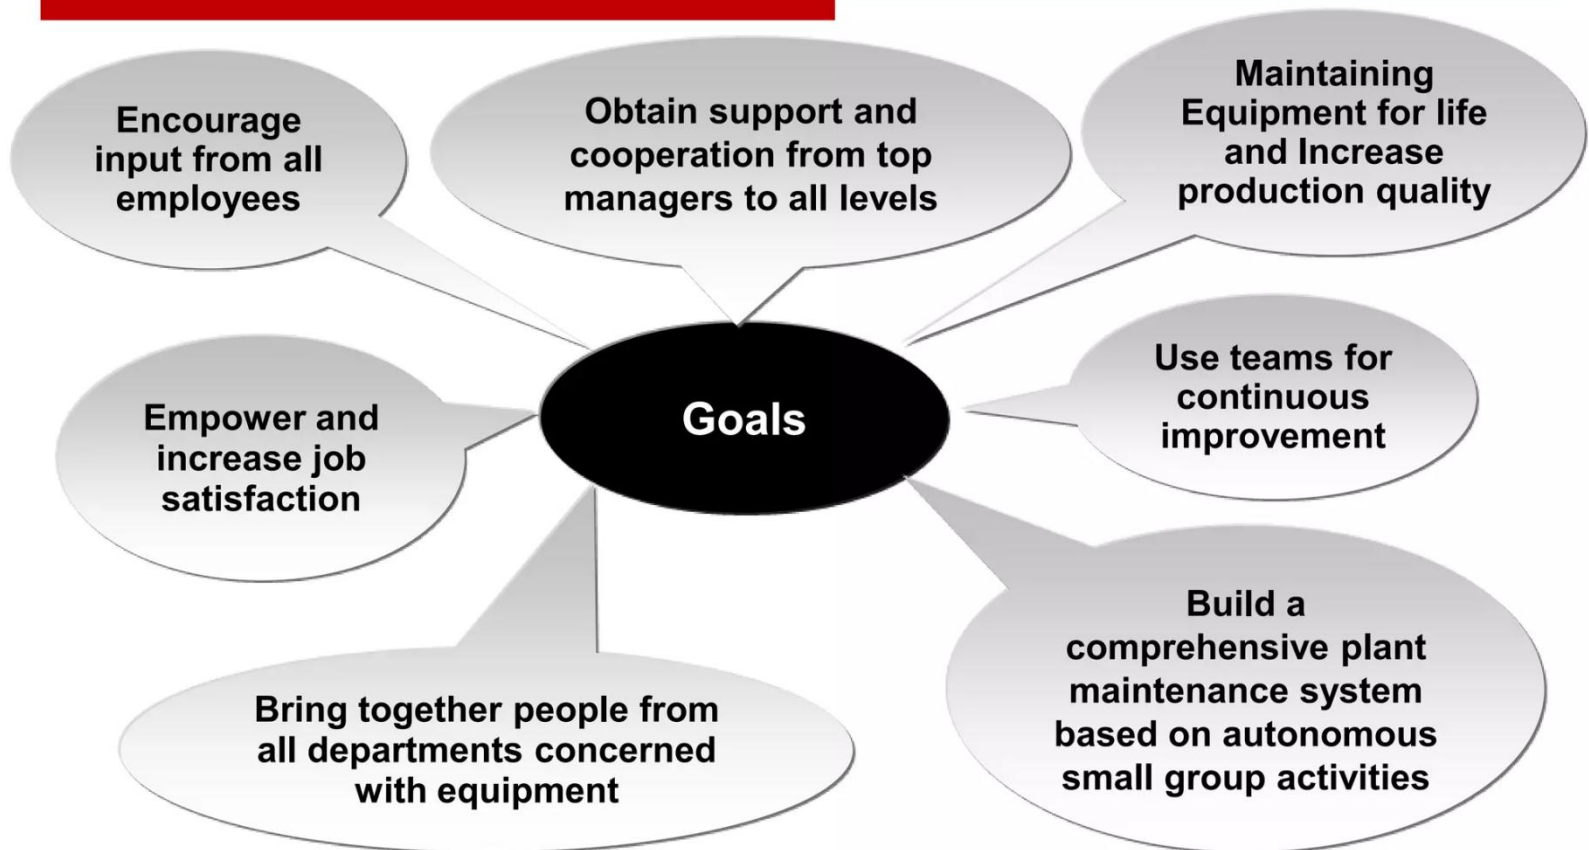 Encourage
input from all
employees
Obtain support and
cooperation from top
managers to all levels
Maintaining
Equipment for life
and Increase
production quality
Empower and
increase job
satisfaction
Goals
Use teams for
continuous
improvement
Bring together people from
all departments concerned
with equipment
Build a
comprehensive plant
maintenance system
based on autonomous
small group activities